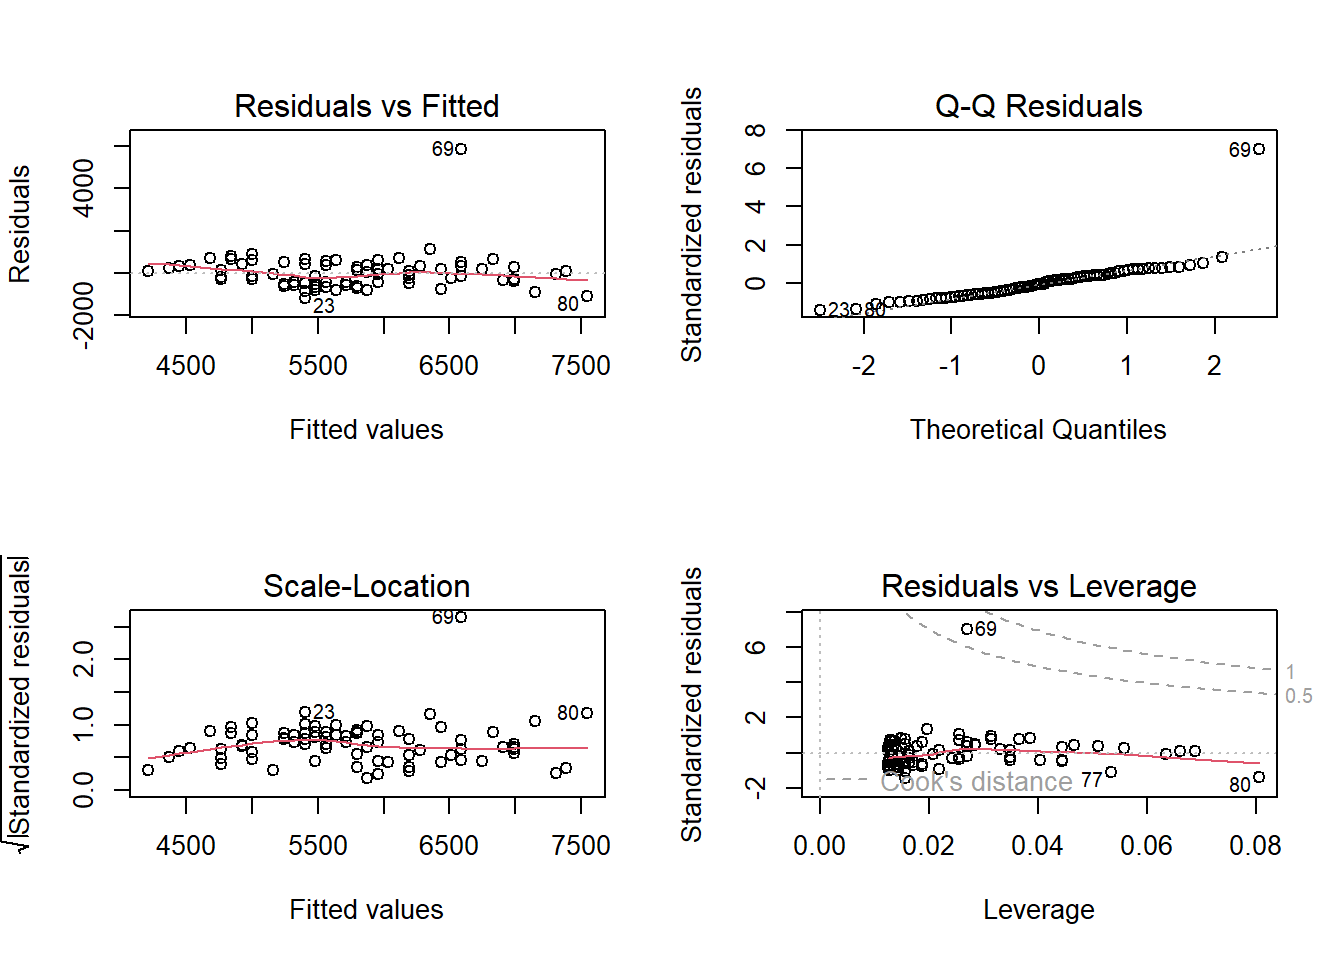 Residuals vs Fitted
Residuals
4000
-2000
69
23
80
4500 5500 6500 7500
Fitted values
Q-Q Residuals
Standardized residuals
8
6
4
2
0
69
23 80
-2 -1 0 1 2
Theoretical Quantiles
Scale-Location
√|Standardized residuals|
2.0
1.0
0.0
69
23
80
4500 5500 6500 7500
Fitted values
Residuals vs Leverage
Standardized residuals
6
2
-2
69
1
0.5
Cook's distance
77
80
0.00 0.02 0.04 0.06 0.08
Leverage